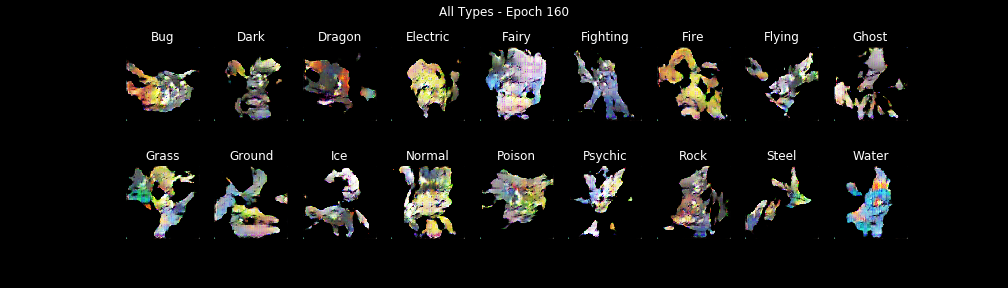 All Types - Epoch 160
Bug Dark Dragon Electric Fairy Fighting Fire Flying Ghost
Grass Ground Ice Normal Poison Psychic Rock Steel Water